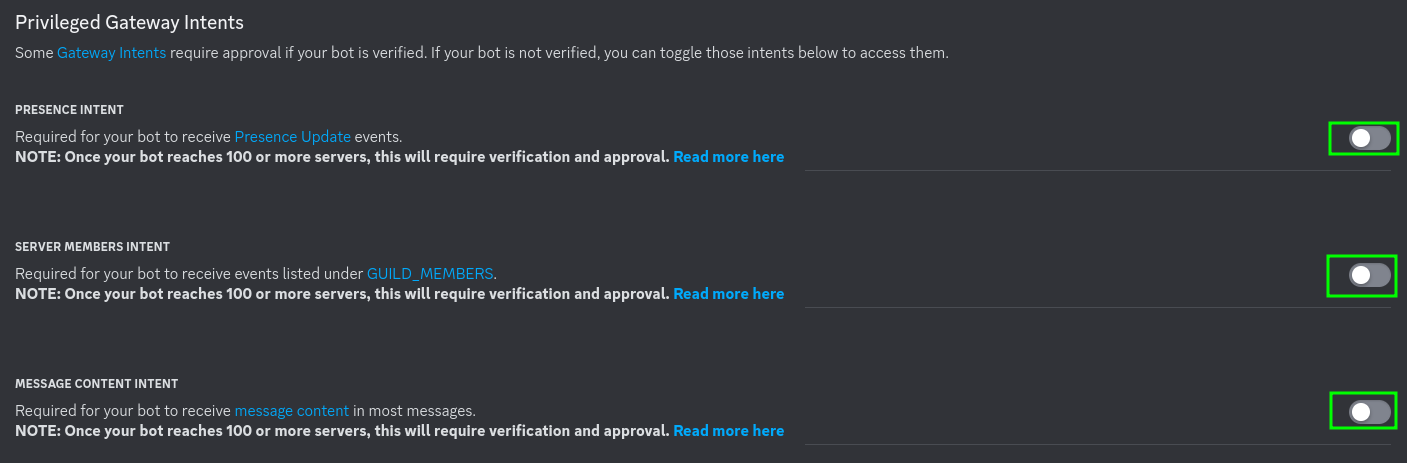 Privileged Gateway Intents
Some Gateway Intents require approval if your bot is verified. If your bot is not verified, you can toggle those intents below to access them.
PRESENCE INTENT
Required for your bot to receive Presence Update events.
NOTE: Once your bot reaches 100 or more servers, this will require verification and approval. Read more here
SERVER MEMBERS INTENT
Required for your bot to receive events listed under GUILD_MEMBERS.
NOTE: Once your bot reaches 100 or more servers, this will require verification and approval. Read more here
MESSAGE CONTENT INTENT
Required for your bot to receive message content in most messages.
NOTE: Once your bot reaches 100 or more servers, this will require verification and approval. Read more here